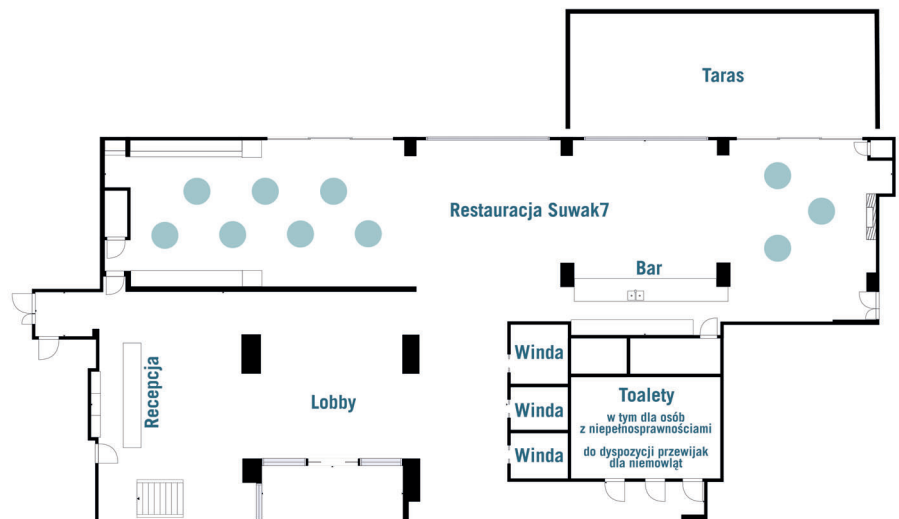 Taras
Restauracja Suwak7
Bar
Winda
Recepcja
Lobby
Winda
Winda
Toalety
w tym dla osób
z niepełnosprawnościami
do dyspozycji przewijak
dla niemowląt